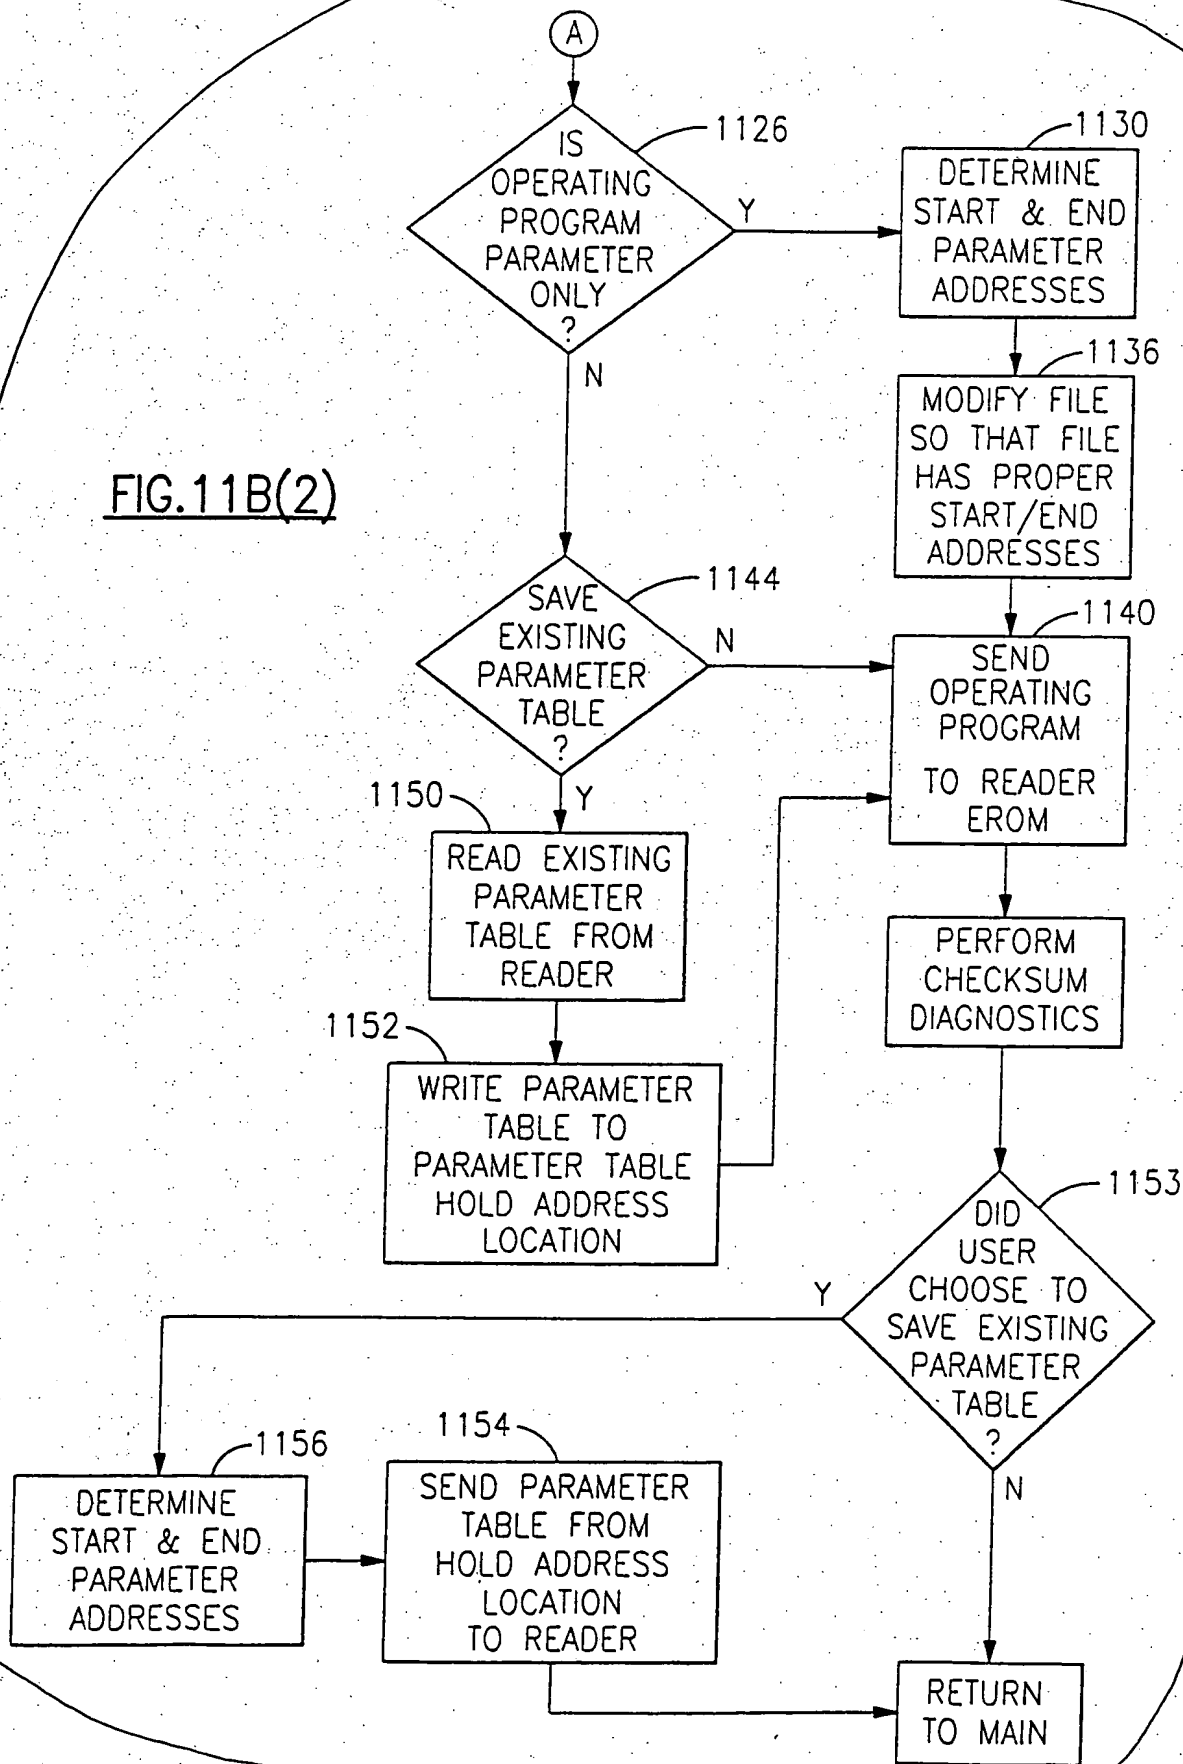 A
IS
OPERATING
PROGRAM
PARAMETER
ONLY
?
1126
Y
N
1130
DETERMINE
START & END
PARAMETER
ADDRESSES
1136
MODIFY FILE
SO THAT FILE
HAS PROPER
START/END
ADDRESSES
FIG.11B(2)
SAVE
EXISTING
PARAMETER
TABLE
?
1144
N
Y
1140
SEND
OPERATING
PROGRAM
TO READER
EROM
1150
READ EXISTING
PARAMETER
TABLE FROM
READER
PERFORM
CHECKSUM
DIAGNOSTICS
1152
WRITE PARAMETER
TABLE TO
PARAMETER TABLE
HOLD ADDRESS
LOCATION
1153
DID
USER
CHOOSE TO
SAVE EXISTING
PARAMETER
TABLE
?
Y
N
1156
DETERMINE
START & END
PARAMETER
ADDRESSES
1154
SEND PARAMETER
TABLE FROM
HOLD ADDRESS
LOCATION
TO READER
RETURN
TO MAIN